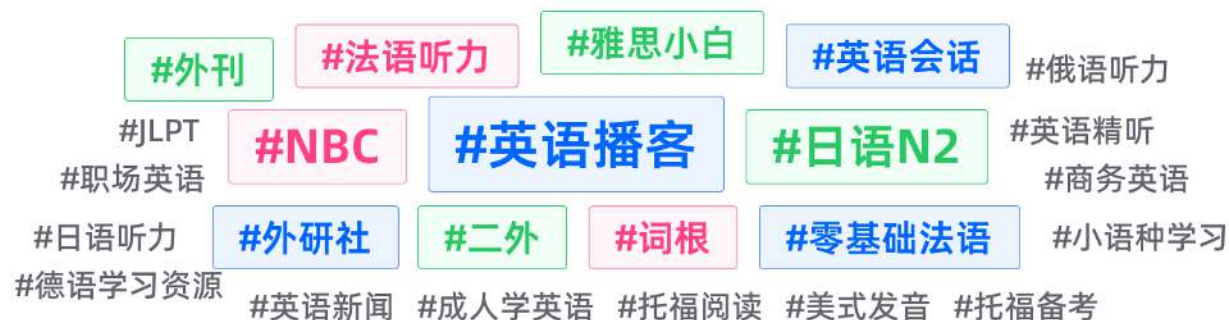 #外刊 #法语听力 #雅思小白 #英语会话 #俄语听力
#JLPT #NBC #英语播客 #日语N2 #英语精听
#职场英语 #商务英语
#日语听力 #外研社 #二外 #词根 #零基础法语 #小语种学习
#德语学习资源
#英语新闻 #成人学英语 #托福阅读 #美式发音 #托福备考